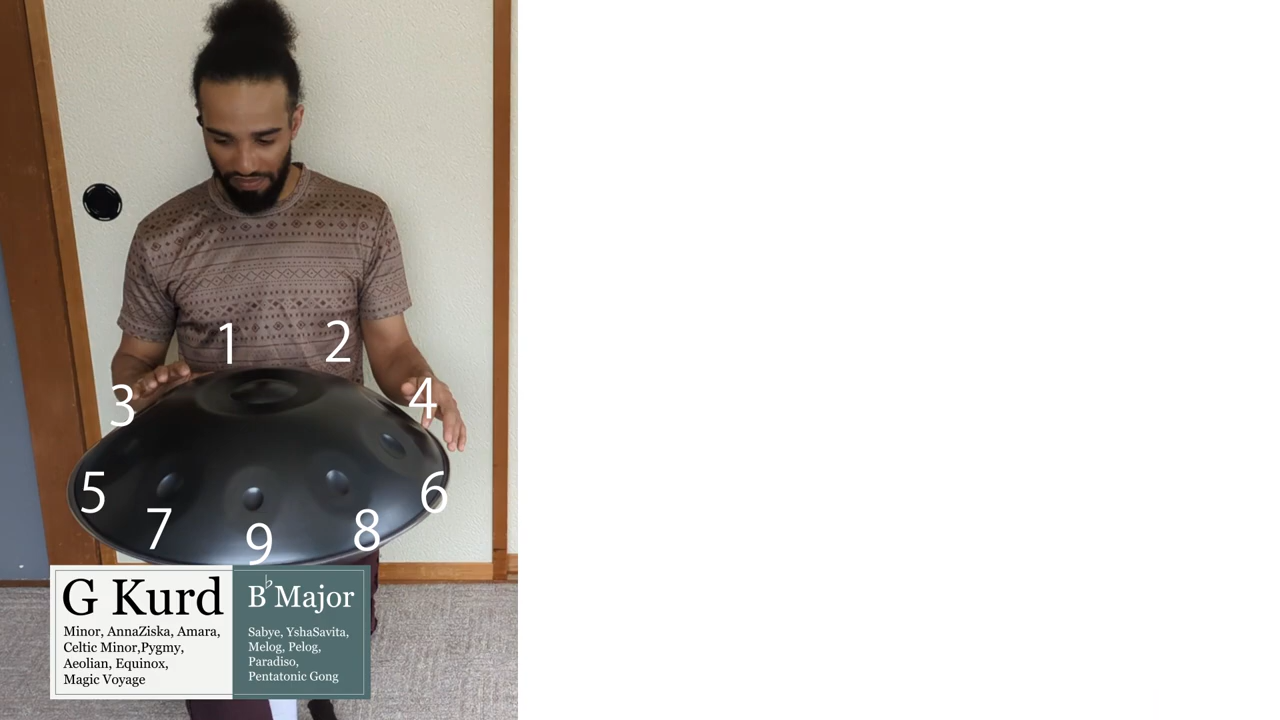 1 2
3 4
5 6
7 8
9
G Kurd
Minor, AnnaZiska, Amara,
Celtic Minor,Pygmy,
Aeolian, Equinox,
Magic Voyage
B♭Major
Sabye, YshaSavita,
Melog, Pelog,
Paradiso,
Pentatonic Gong